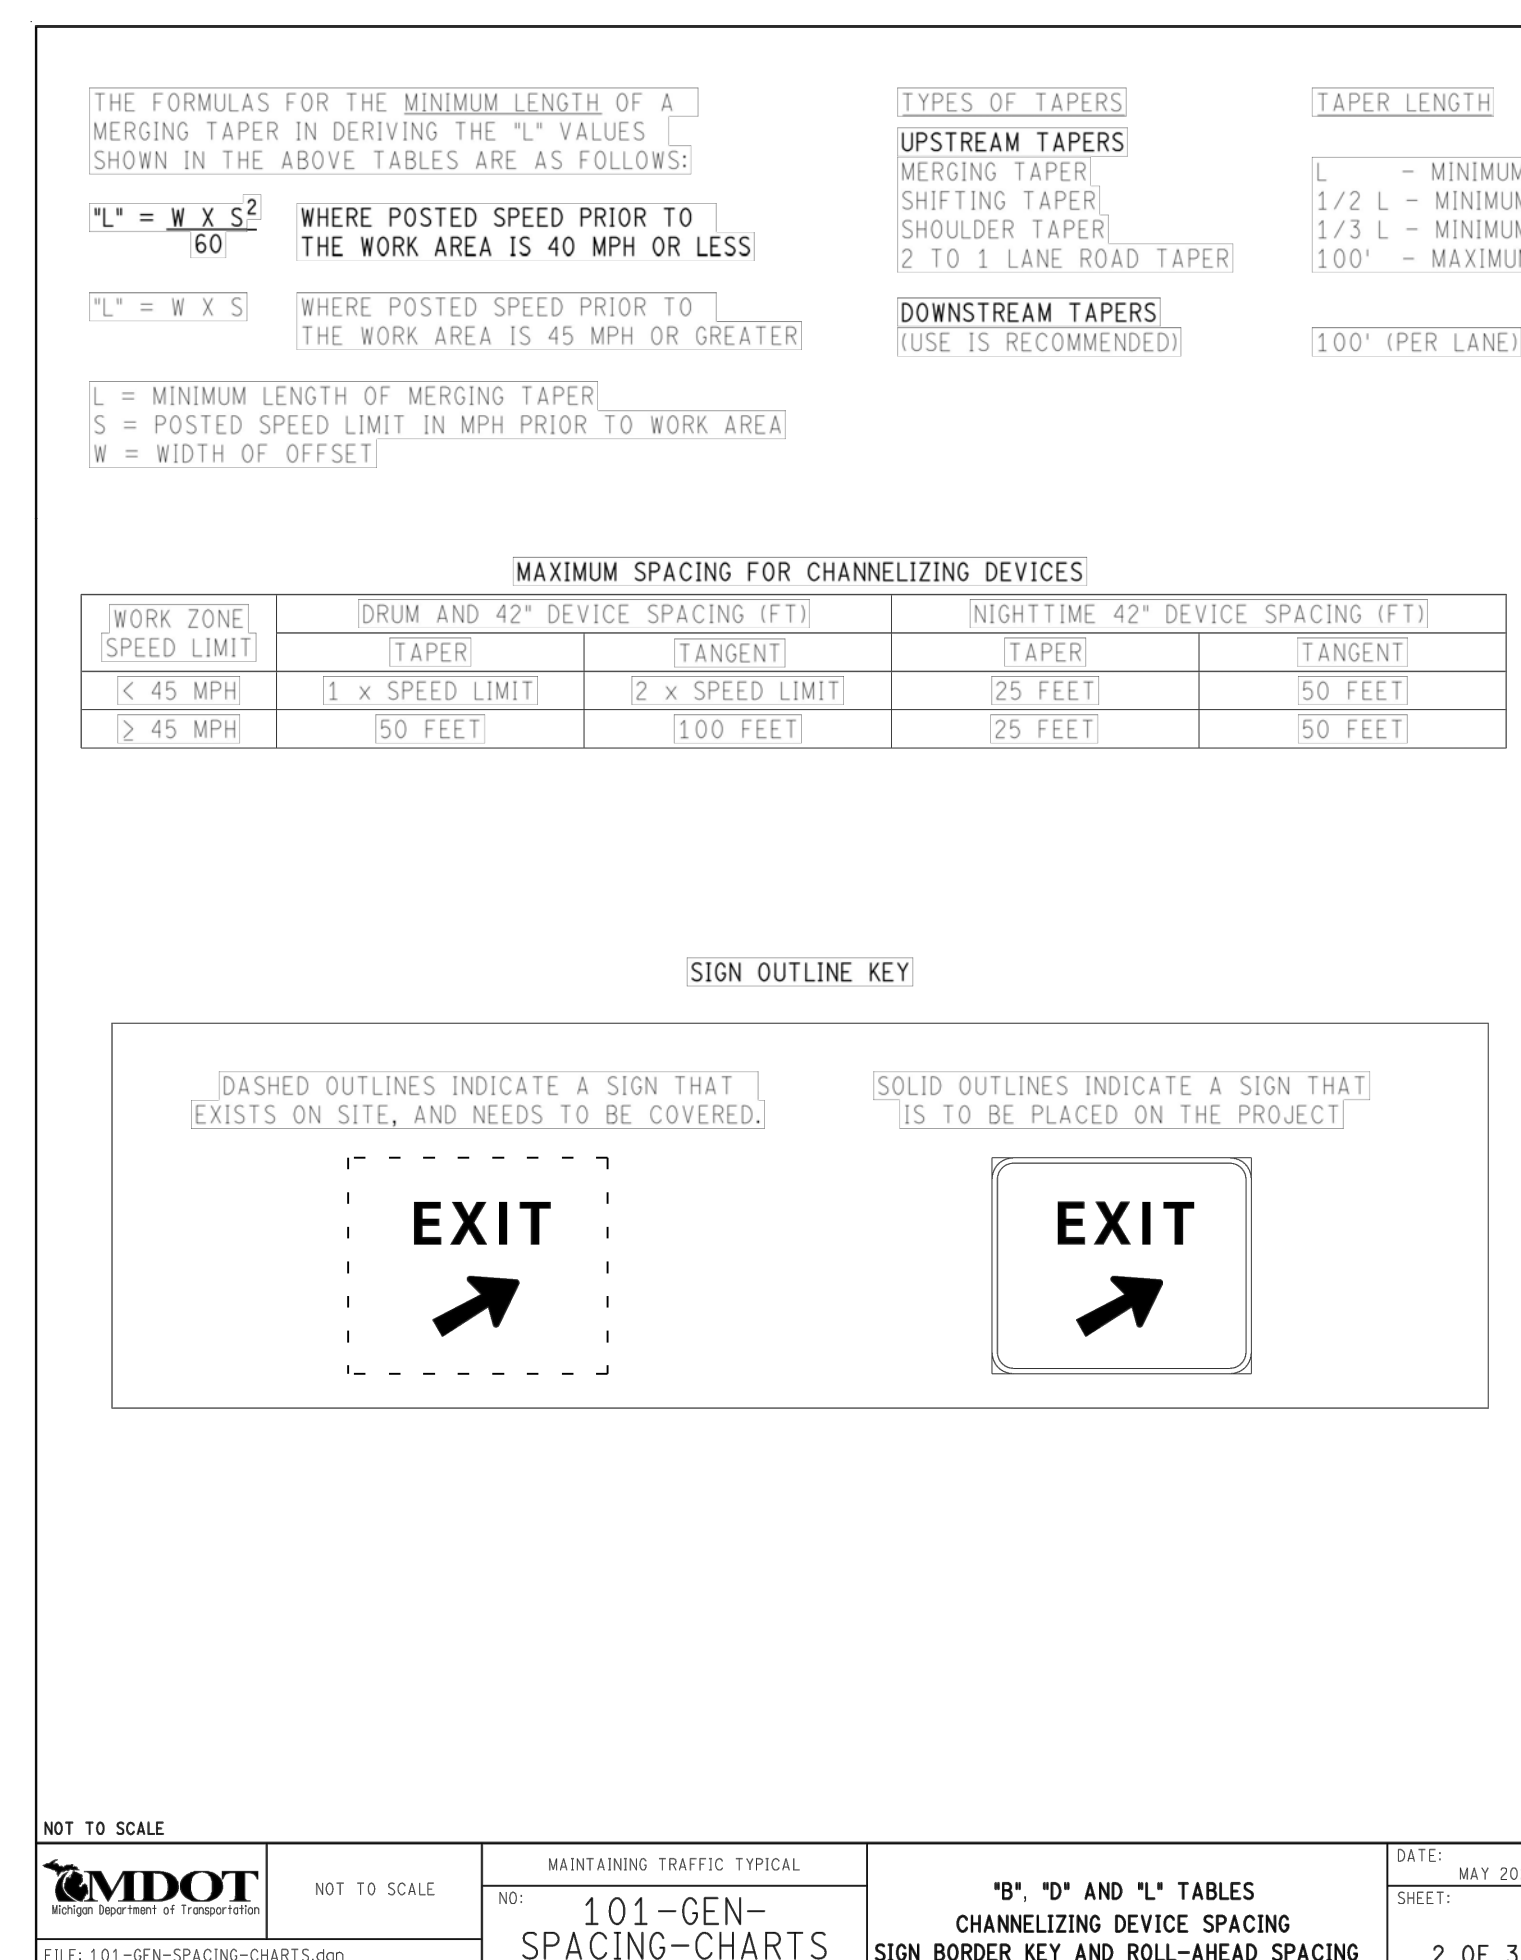 THE FORMULAS FOR THE MINIMUM LENGTH OF A
MERGING TAPER IN DERIVING THE "L" VALUES
SHOWN IN THE ABOVE TABLES ARE AS FOLLOWS:
"L" = W X S2
60
WHERE POSTED SPEED PRIOR TO
THE WORK AREA IS 40 MPH OR LESS
"L" = W X S
WHERE POSTED SPEED PRIOR TO
THE WORK AREA IS 45 MPH OR GREATER
L = MINIMUM LENGTH OF MERGING TAPER
S = POSTED SPEED LIMIT IN MPH PRIOR TO WORK AREA
W = WIDTH OF OFFSET
TYPES OF TAPERS TAPER LENGTH
UPSTREAM TAPERS
MERGING TAPER L - MINIMUM
SHIFTING TAPER 1/2 L - MINIMUM
SHOULDER TAPER 1/3 L - MINIMUM
2 TO 1 LANE ROAD TAPER 100' - MAXIMUM
DOWNSTREAM TAPERS
(USE IS RECOMMENDED) 100' (PER LANE)
MAXIMUM SPACING FOR CHANNELIZING DEVICES
WORK ZONE
SPEED LIMIT
DRUM AND 42" DEVICE SPACING (FT) NIGHTTIME 42" DEVICE SPACING (FT)
TAPER TANGENT TAPER TANGENT
< 45 MPH 1 x SPEED LIMIT 2 x SPEED LIMIT 25 FEET 50 FEET
≥ 45 MPH 50 FEET 100 FEET 25 FEET 50 FEET
SIGN OUTLINE KEY
DASHED OUTLINES INDICATE A SIGN THAT
EXISTS ON SITE, AND NEEDS TO BE COVERED.
SOLID OUTLINES INDICATE A SIGN THAT
IS TO BE PLACED ON THE PROJECT
EXIT
EXIT
NOT TO SCALE
MDOT
Michigan Department of Transportation
FILE: 101-GEN-SPACING-CHARTS.dgn
NOT TO SCALE
MAINTAINING TRAFFIC TYPICAL
NO:
101-GEN-
SPACING-CHARTS
"B", "D" AND "L" TABLES
CHANNELIZING DEVICE SPACING
SIGN BORDER KEY AND ROLL-AHEAD SPACING
DATE:
MAY 20
SHEET:
2 OF 3